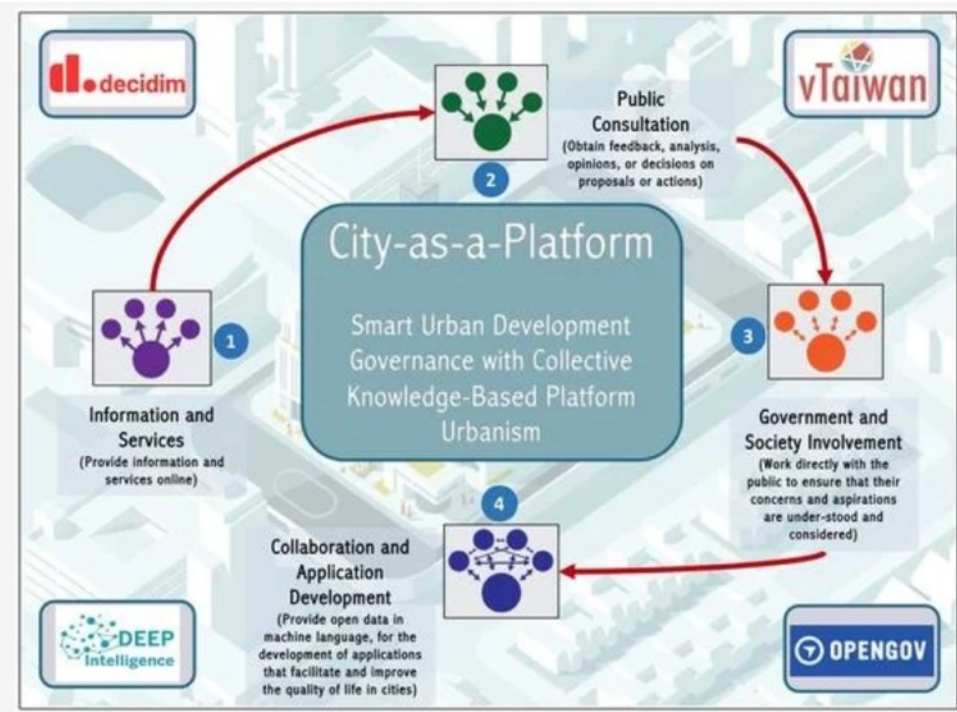 decidim
vTaiwan
Public
Consultation
(Obtain feedback, analysis,
opinions, or decisions on
proposals or actions)
2
City-as-a-Platform
Smart Urban Development
Governance with Collective
Knowledge-Based Platform
Urbanism
1
Information and
Services
(Provide information and
services online)
3
Government and
Society Involvement
(Work directly with the
public to ensure that their
concerns and aspirations
are under-stood and
considered)
4
Collaboration and
Application
Development
(Provide open data in
machine language, for the
development of applications
that facilitate and improve
the quality of life in cities)
DEEP
Intelligence
OPENGOV